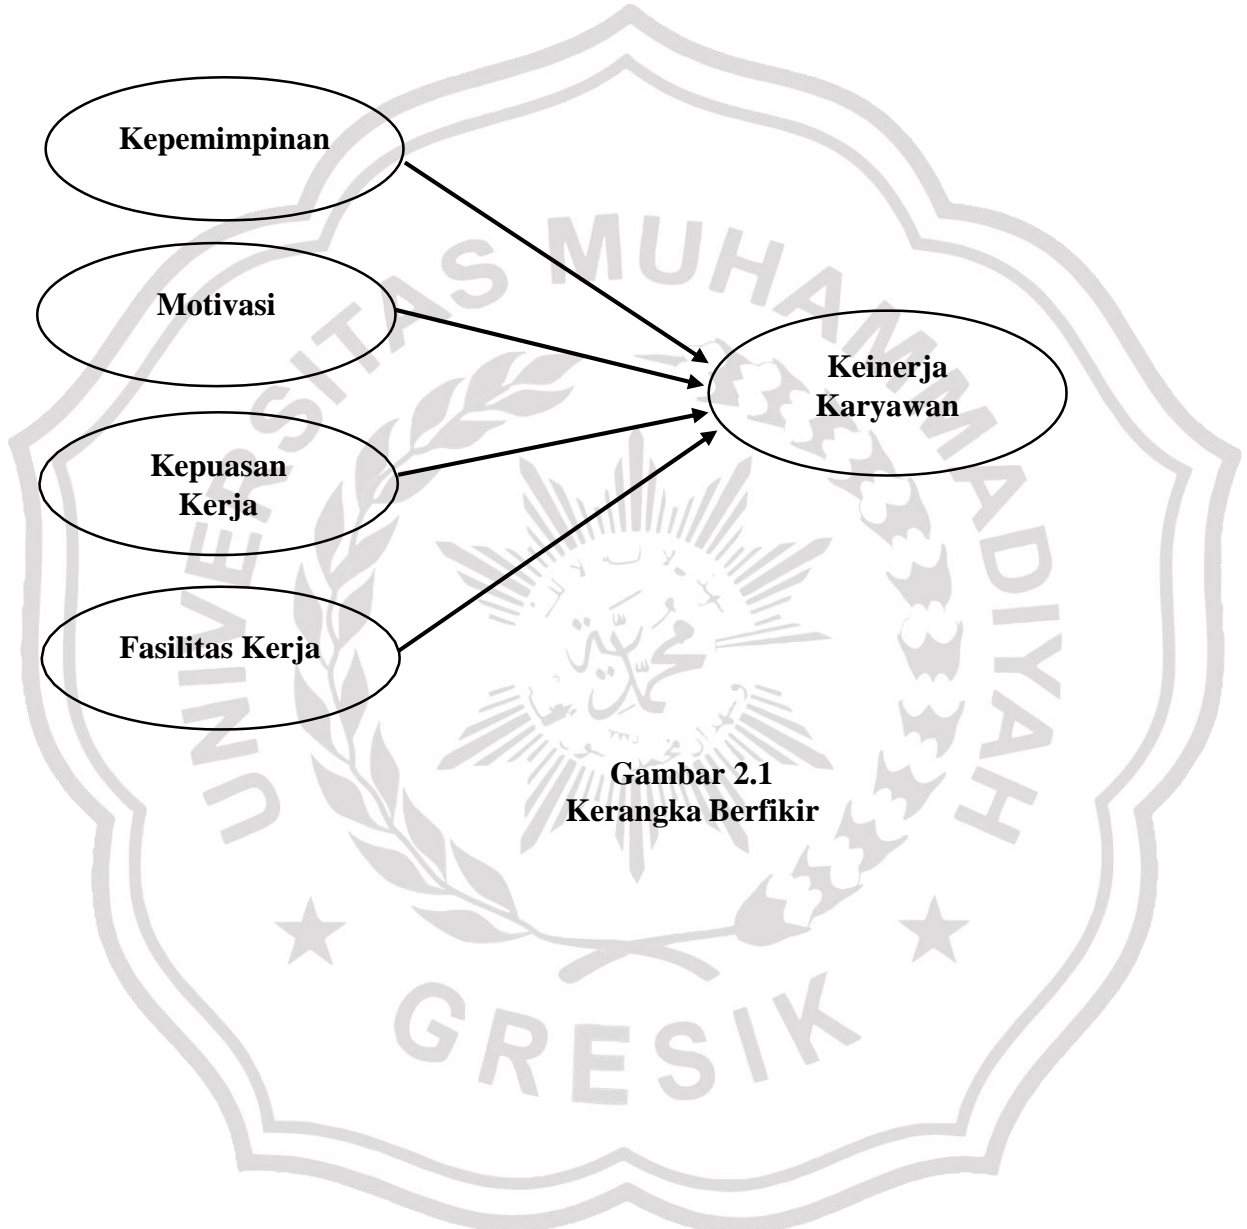 Kepemimpinan
Motivasi
Kepuasan
Kerja
Fasilitas Kerja
Keinerja
Karyawan
Gambar 2.1
Kerangka Berfikir
UNIVERSITAS MUHAMMADIYAH
GRESIK